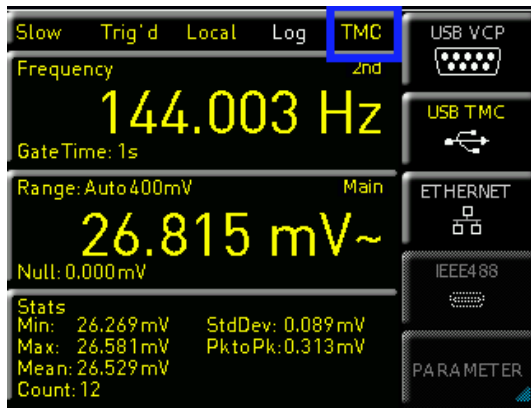 Slow Trig'd Local Log TMC
Frequency 2nd
144.003 Hz
GateTime: 1s
Range: Auto 400mV Main
26.815 mV~
Null: 0.000mV
Stats
Min: 26.269mV StdDev: 0.089mV
Max: 26.581mV PktoPk:0.313mV
Mean: 26.529mV
Count: 12
USB VCP
USB TMC
ETHERNET
IEEE488
PARAMETER